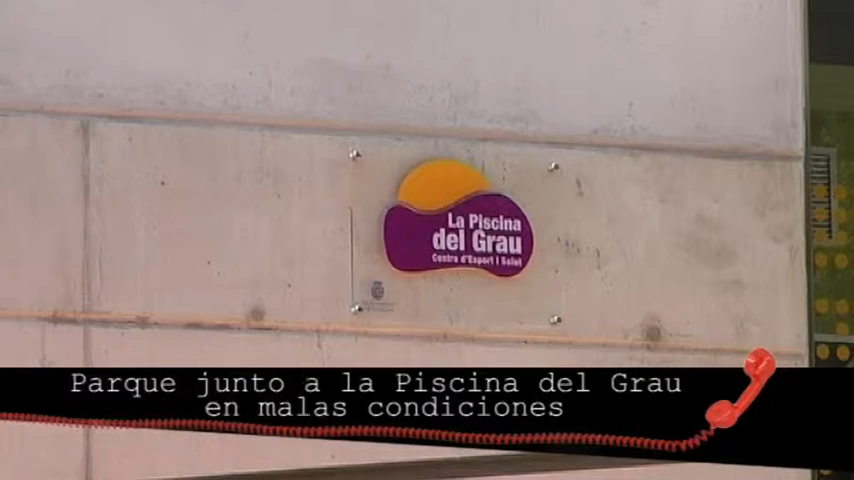 La Piscina
del Grau
Centre d'Esport i Salut
Parque junto a la Piscina del Grau
en malas condiciones